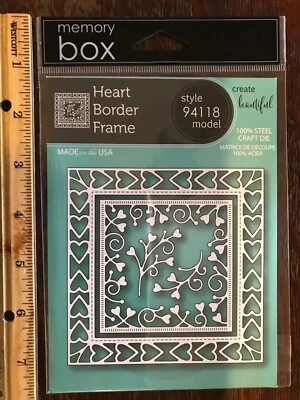 memory
box
Heart
Border
Frame
style
94118
model
create
beautiful
100% STEEL
CRAFT DIE
MATRICE DE DÉCOUPE
100% ACIER
MADE in the USA
WESTCOTT
1
2
3
4
5
6
7